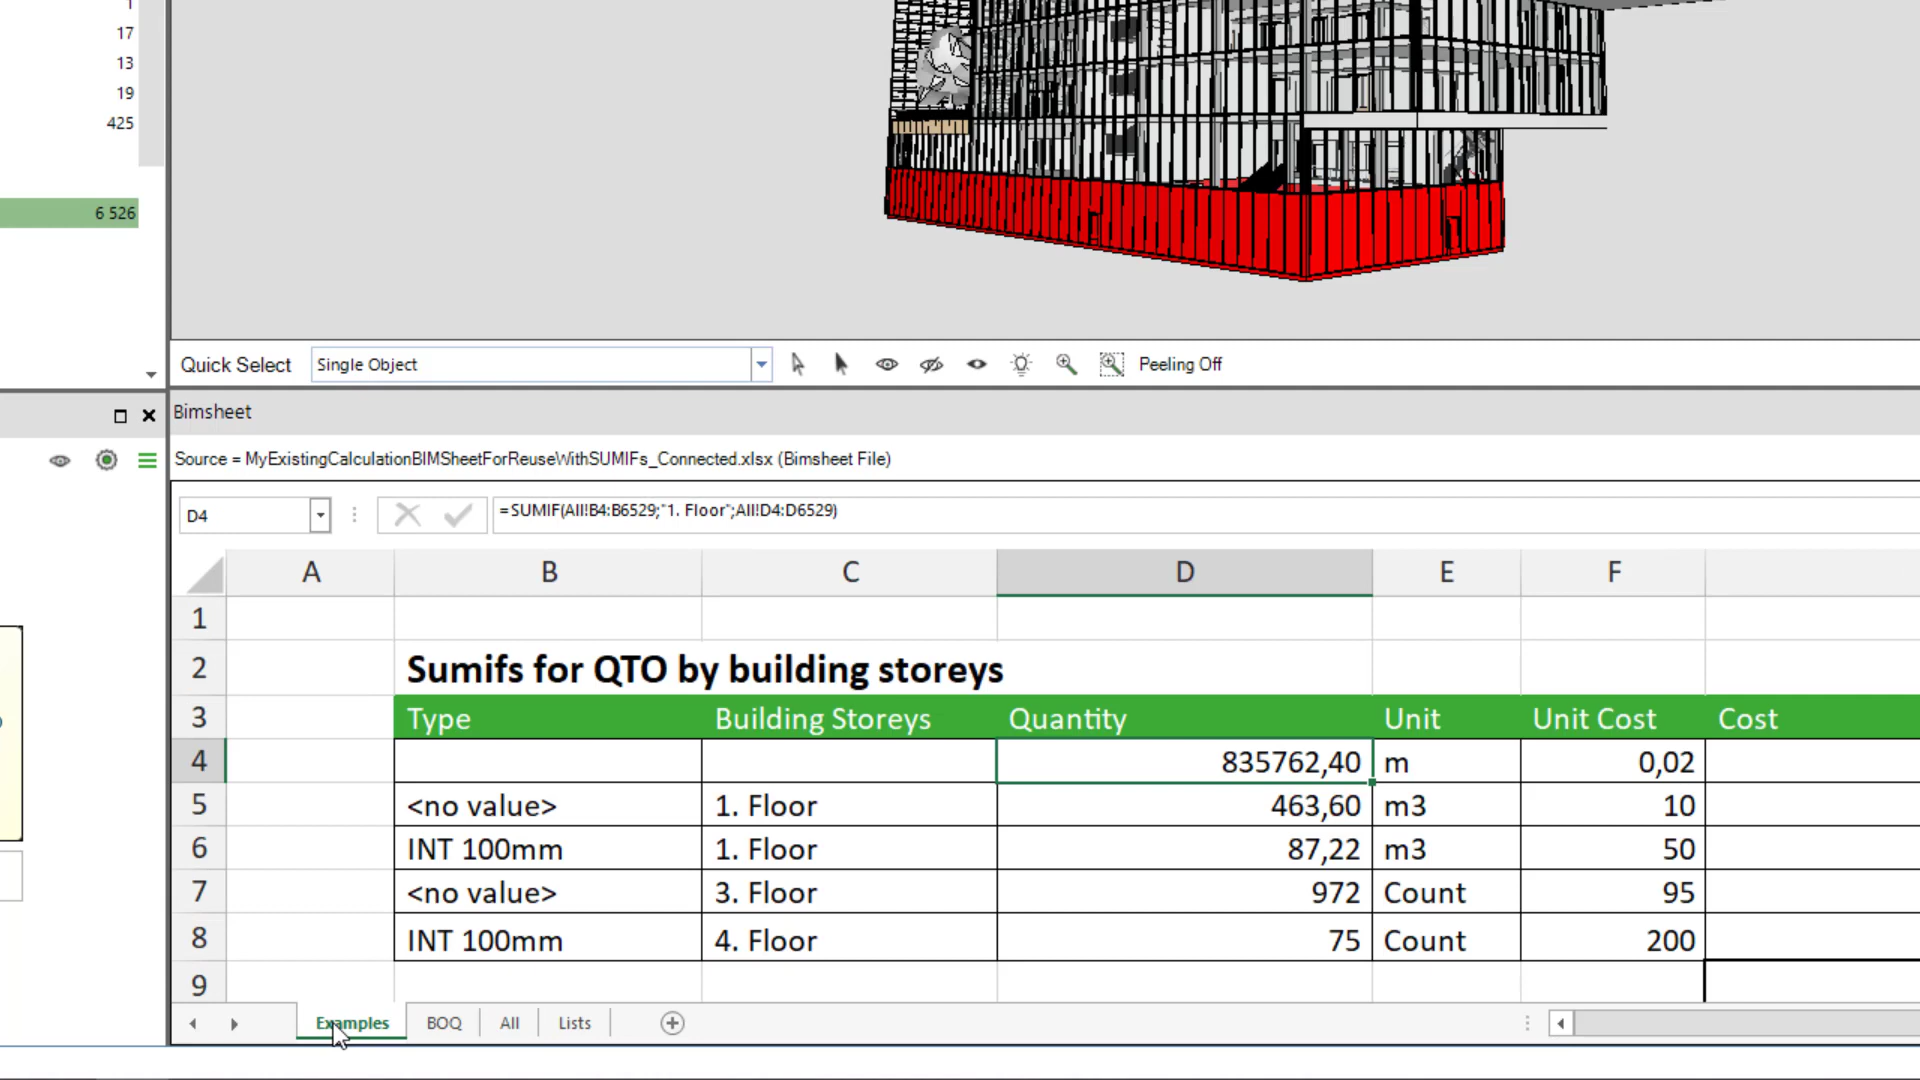 1
17
13
19
425
6 526
Quick Select Single Object Peeling Off
Bimsheet
Source = MyExistingCalculationBIMSheetForReuseWithSUMIFs_Connected.xlsx (Bimsheet File)
D4 =SUMIF(All!B4:B6529;"1. Floor";All!D4:D6529)
A B C D E F
1
2 Sumifs for QTO by building storeys
3 Type Building Storeys Quantity Unit Unit Cost Cost
4 835762,40 m 0,02
5 <no value> 1. Floor 463,60 m3 10
6 INT 100mm 1. Floor 87,22 m3 50
7 <no value> 3. Floor 972 Count 95
8 INT 100mm 4. Floor 75 Count 200
9
Examples BOQ All Lists